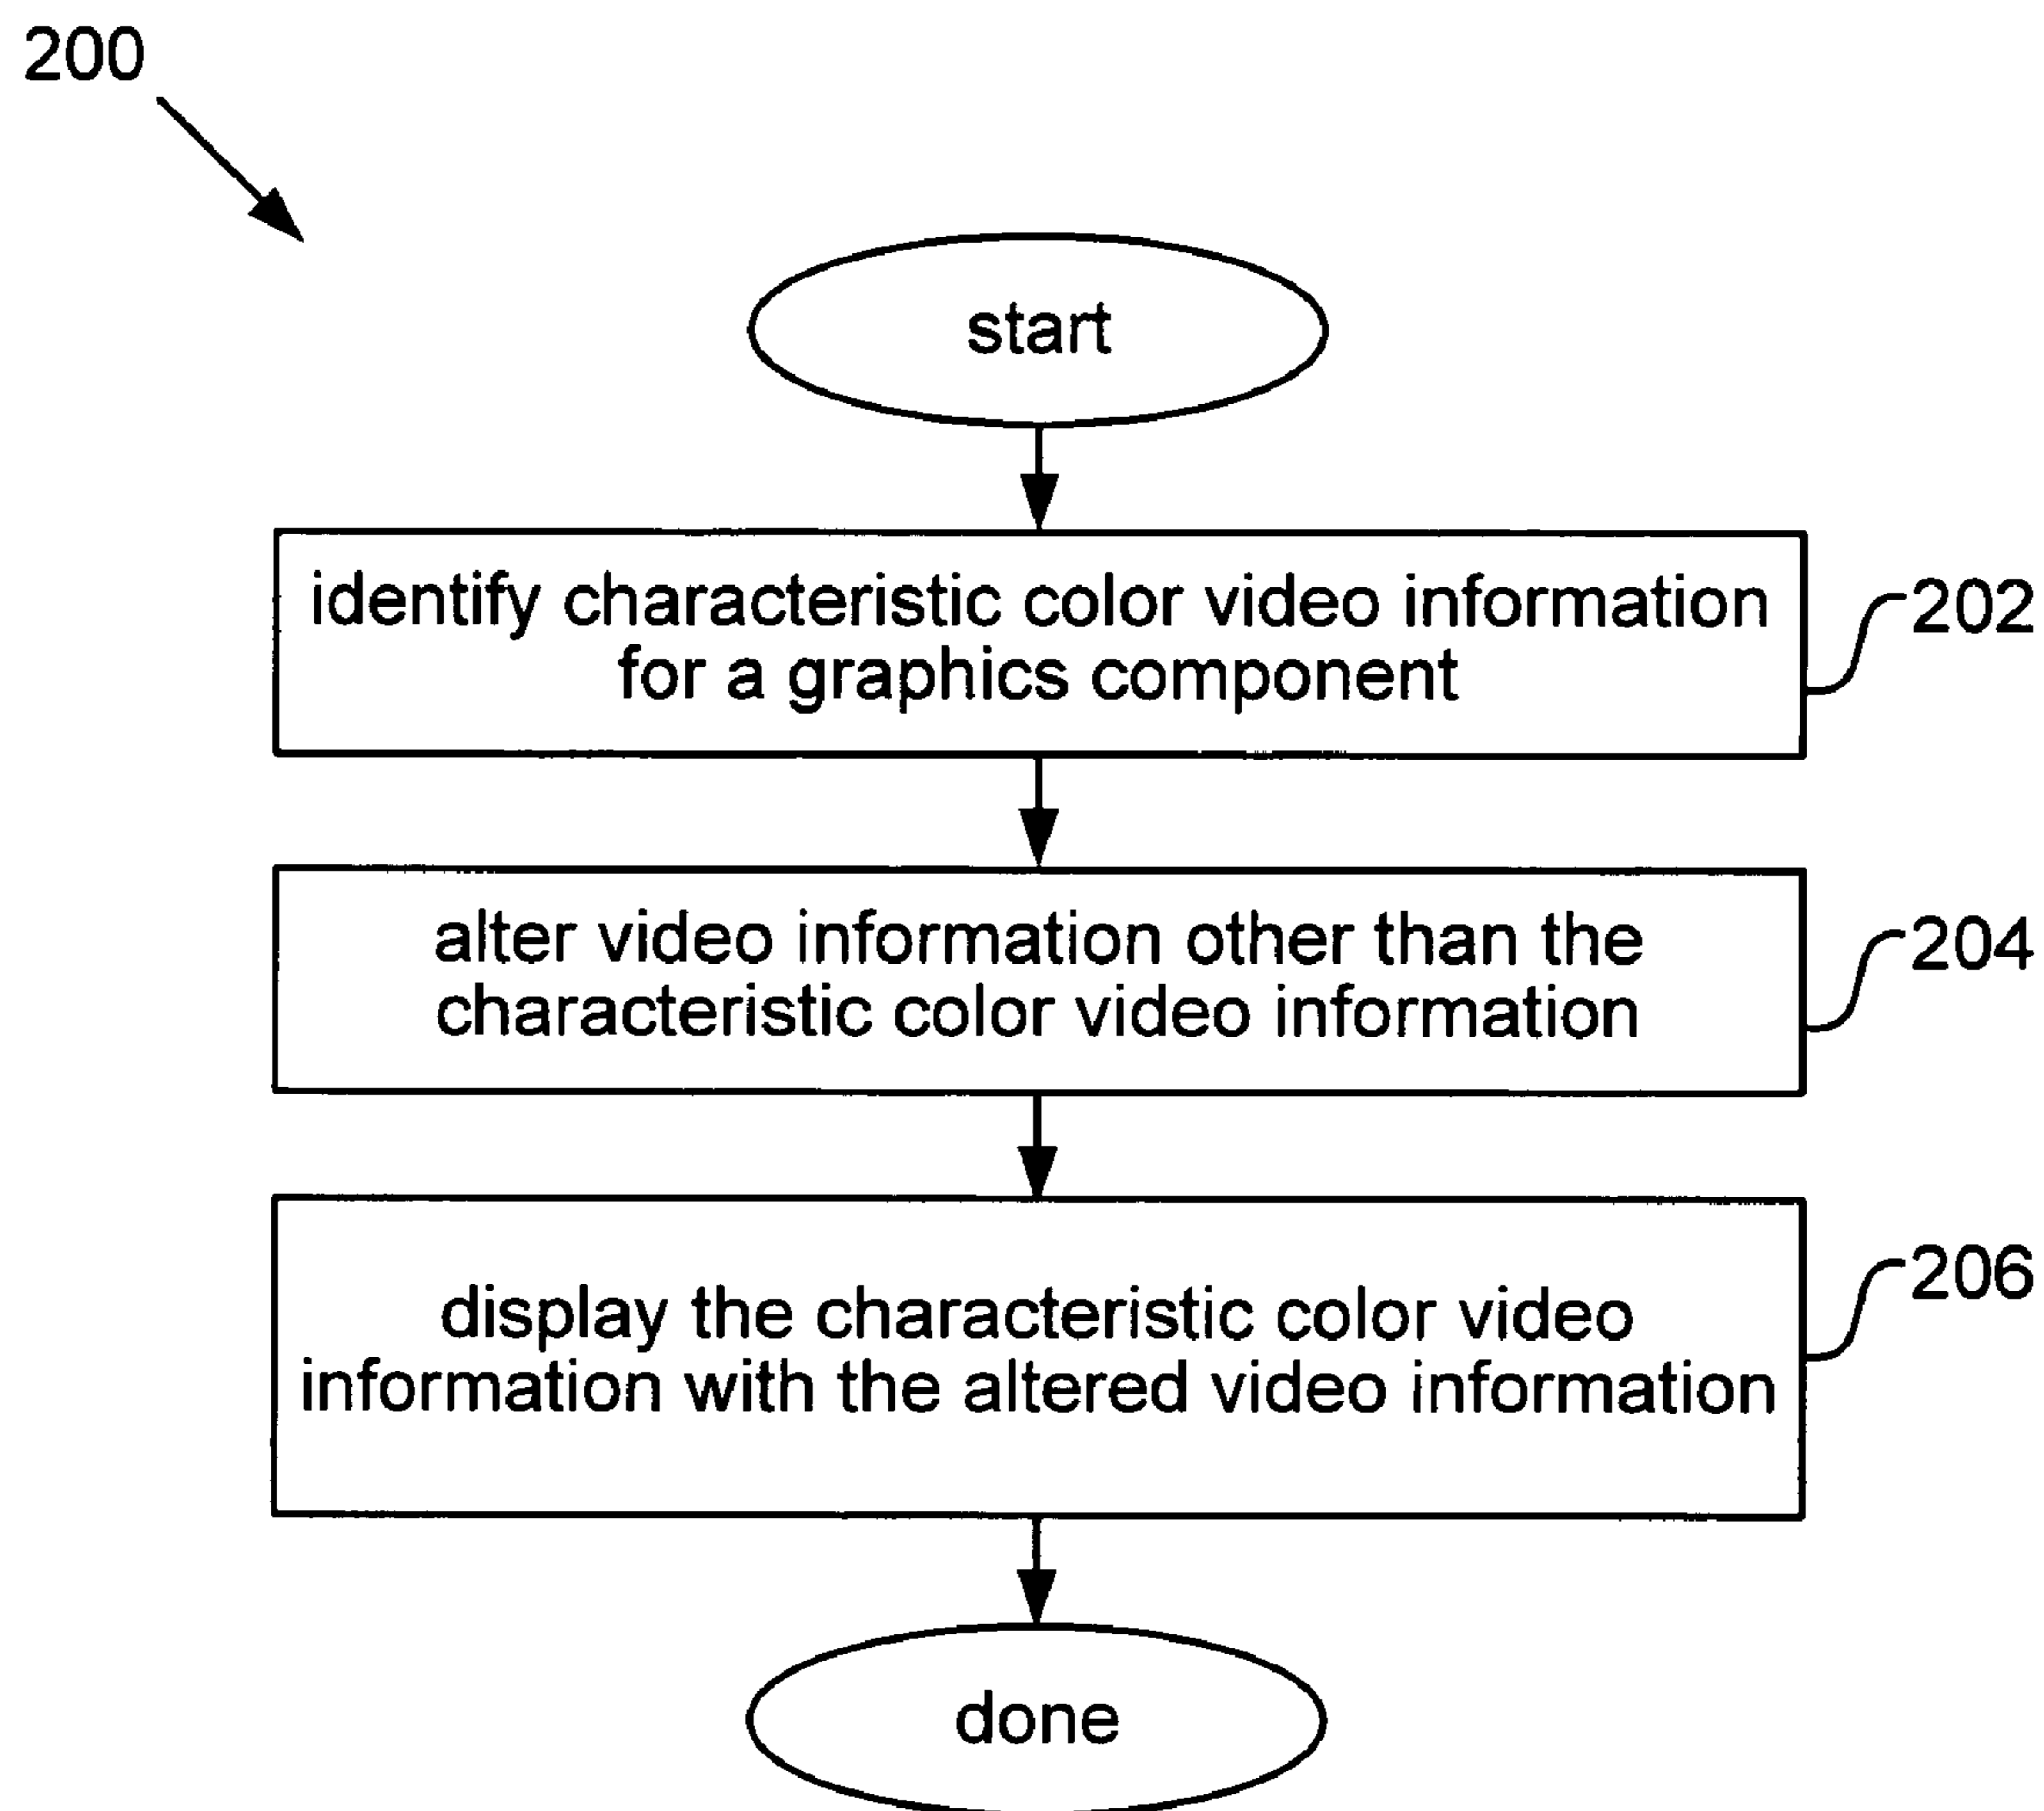 200
start
identify characteristic color video information
for a graphics component
202
alter video information other than the
characteristic color video information
204
display the characteristic color video
information with the altered video information
206
done